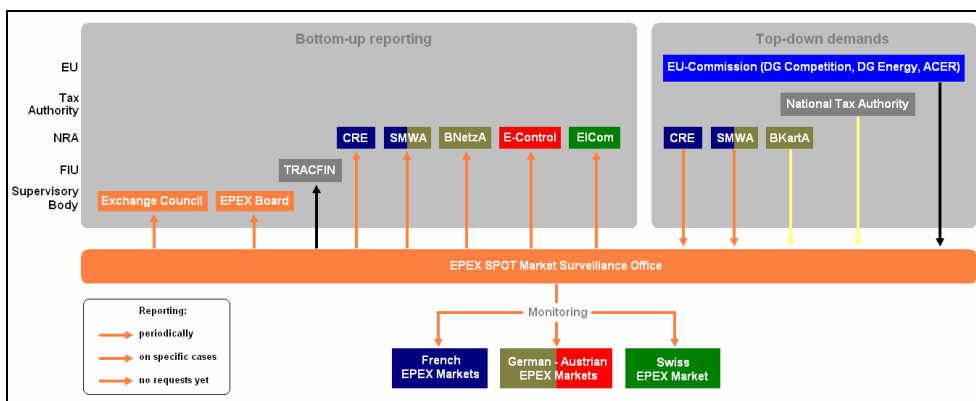 Bottom-up reporting
Top-down demands
EU
EU-Commission (DG Competition, DG Energy, ACER)
Tax
Authority
National Tax Authority
NRA
CRE
SMWA
BNetzA
E-Control
ElCom
CRE
SMWA
BKartA
FIU
TRACFIN
Supervisory
Body
Exchange Council
EPEX Board
EPEX SPOT Market Surveillance Office
Reporting:
periodically
on specific cases
no requests yet
Monitoring
French
EPEX Markets
German - Austrian
EPEX Markets
Swiss
EPEX Market